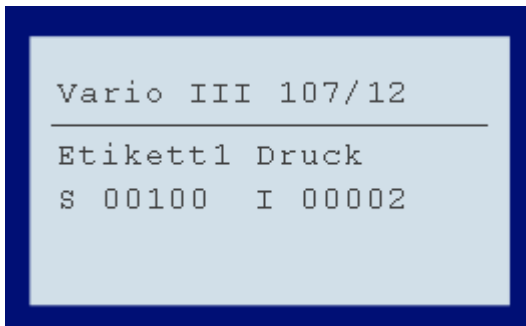 Vario III 107/12
Etikett1 Druck
S 00100 I 00002